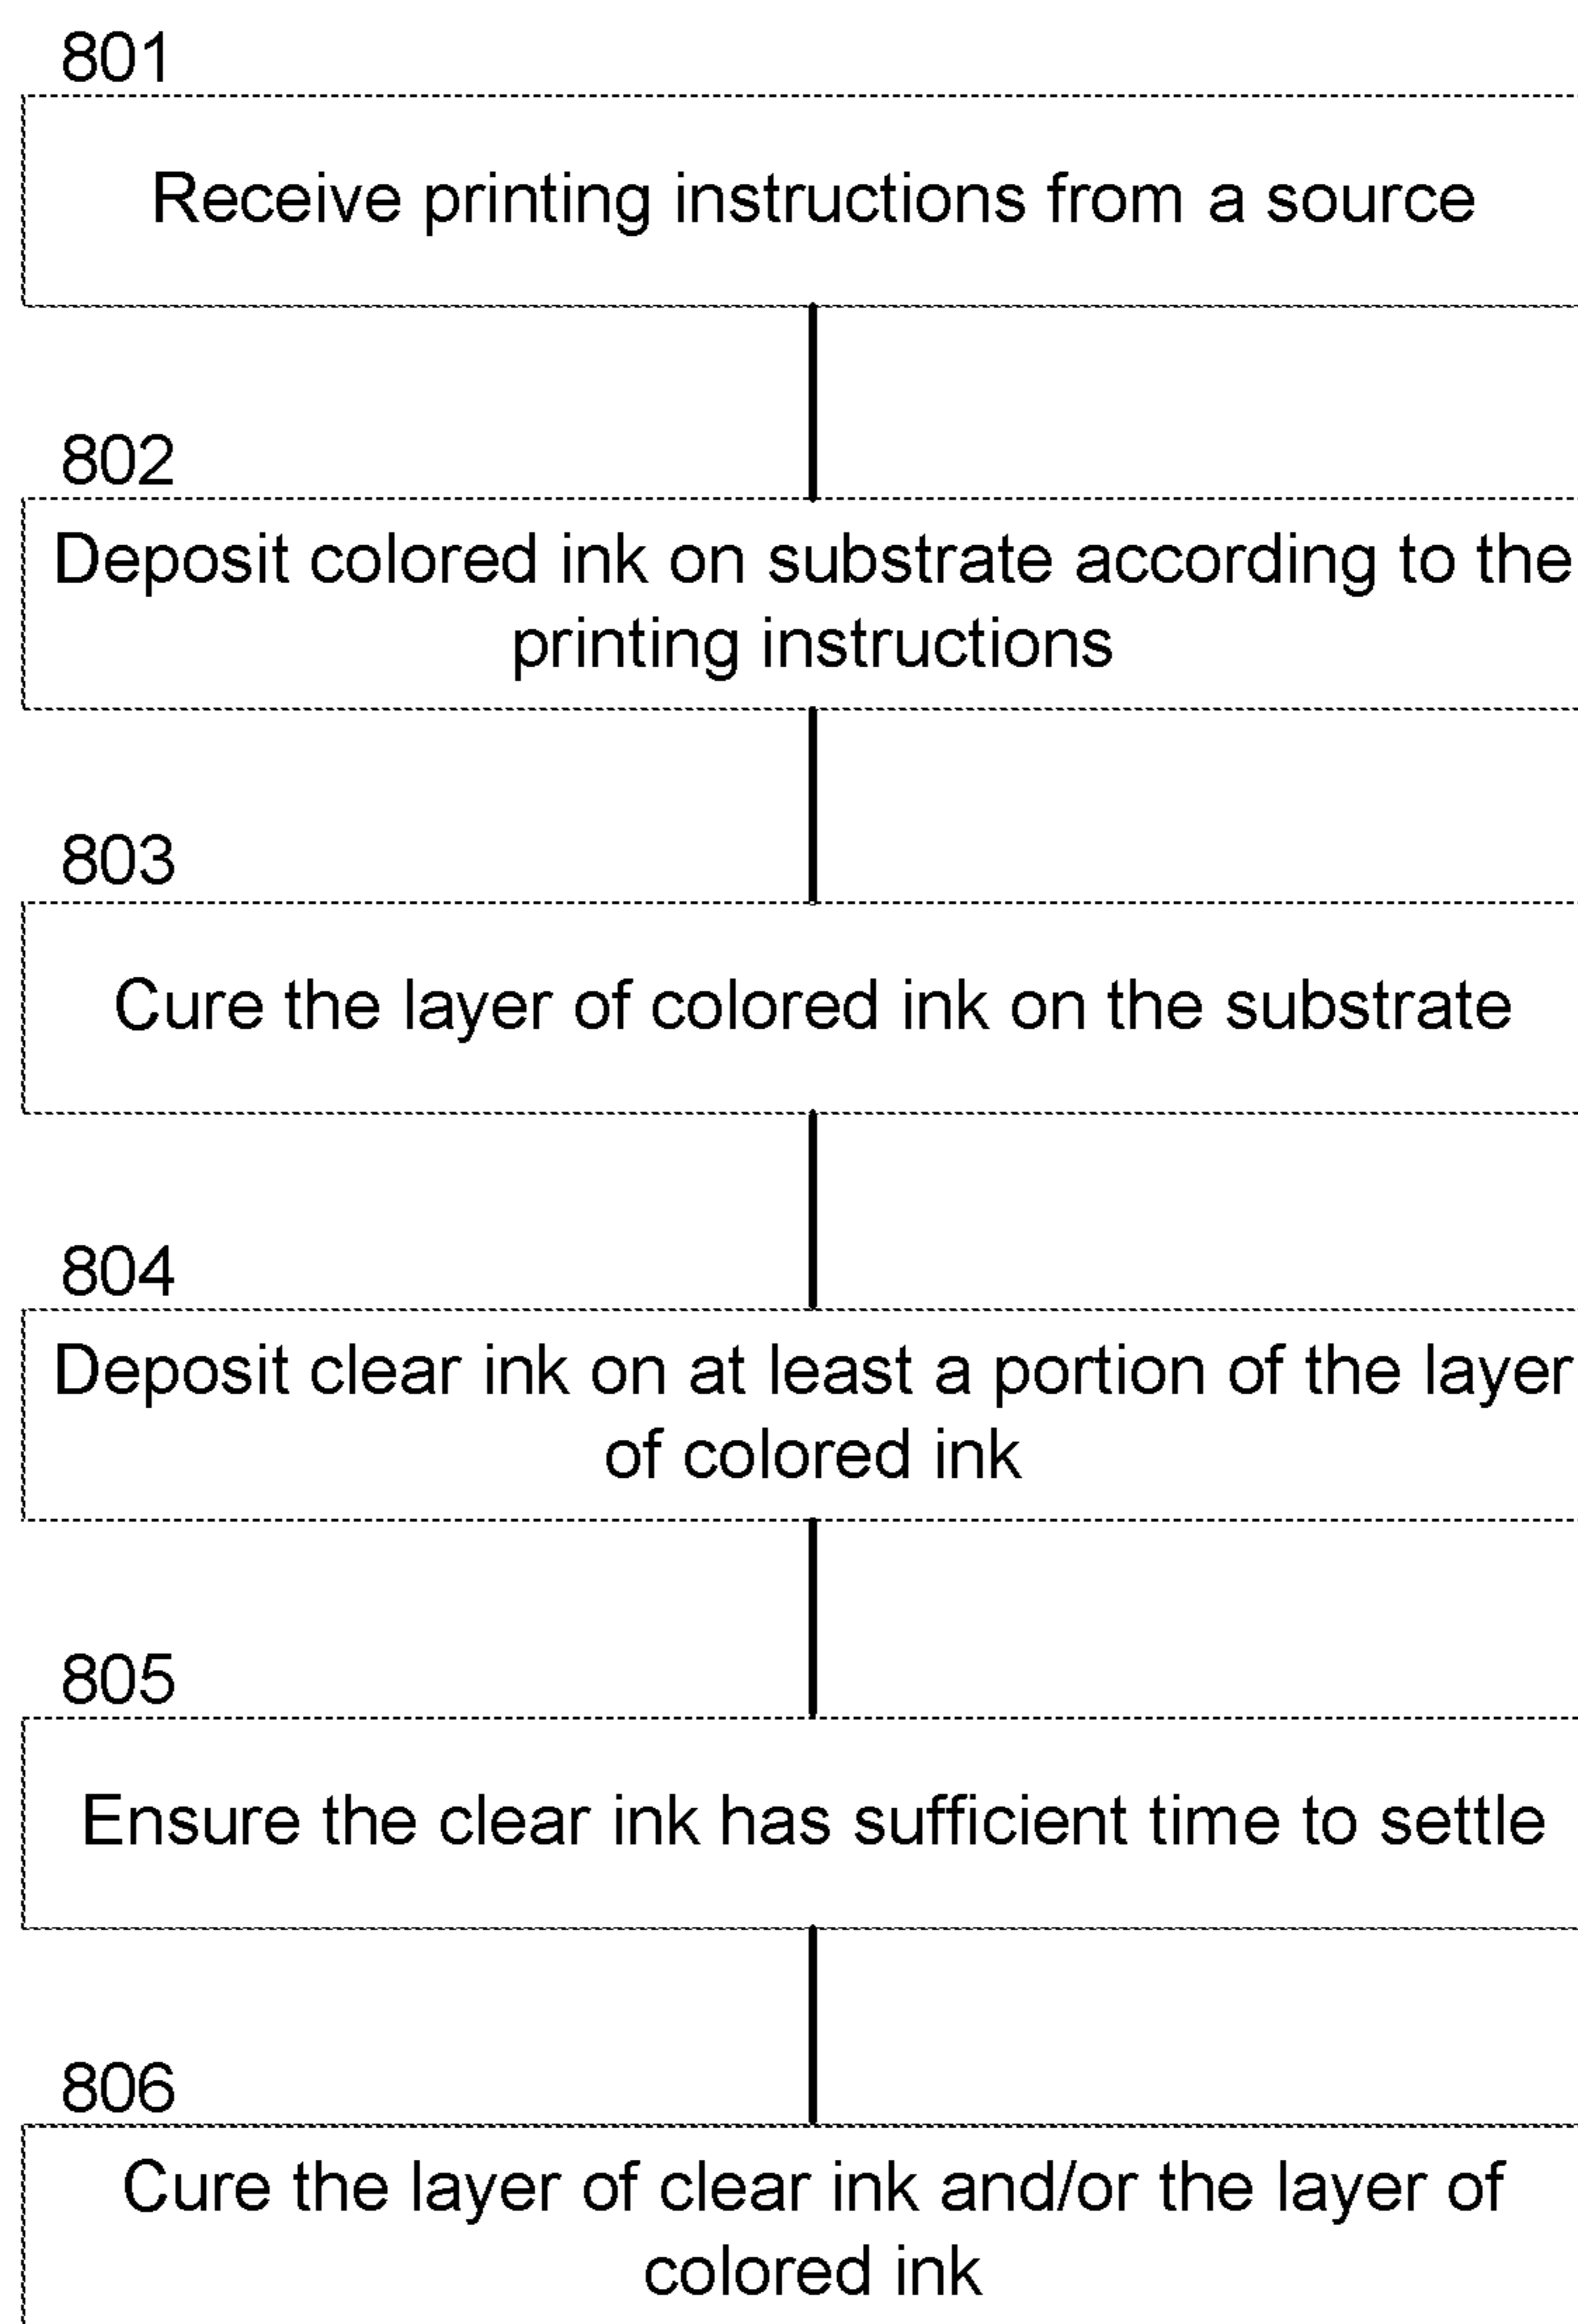 801
Receive printing instructions from a source
802
Deposit colored ink on substrate according to the
printing instructions
803
Cure the layer of colored ink on the substrate
804
Deposit clear ink on at least a portion of the layer
of colored ink
805
Ensure the clear ink has sufficient time to settle
806
Cure the layer of clear ink and/or the layer of
colored ink